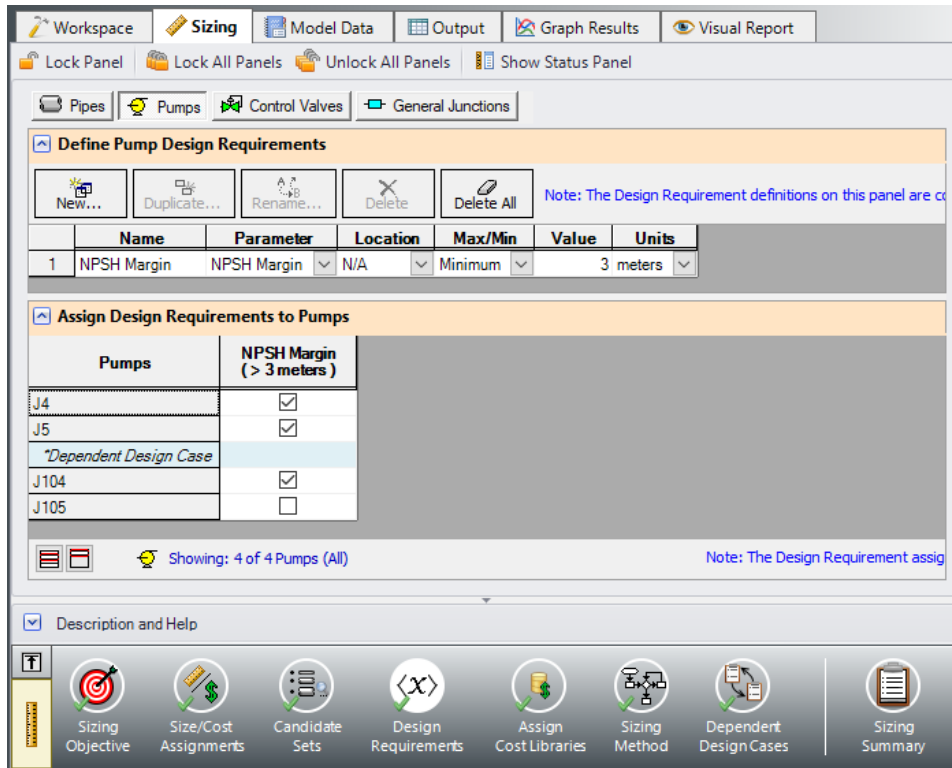 Workspace Sizing Model Data Output Graph Results Visual Report
Lock Panel Lock All Panels Unlock All Panels Show Status Panel
Pipes Pumps Control Valves General Junctions
Define Pump Design Requirements
New... Duplicate... Rename... Delete Delete All Note: The Design Requirement definitions on this panel are co
Name Parameter Location Max/Min Value Units
1 NPSH Margin NPSH Margin N/A Minimum 3 meters
Assign Design Requirements to Pumps
Pumps NPSH Margin
( > 3 meters )
J4
J5
*Dependent Design Case
J104
J105
Showing: 4 of 4 Pumps (All) Note: The Design Requirement assig
Description and Help
Sizing Size/Cost Candidate Design Assign Sizing Dependent Sizing
Objective Assignments Sets Requirements Cost Libraries Method Design Cases Summary